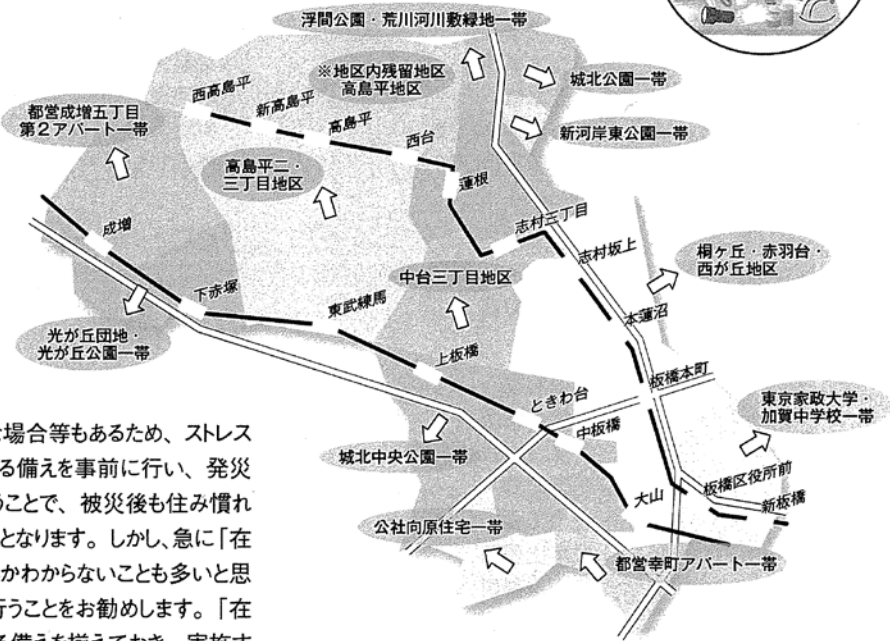 浮間公園・荒川河川敷緑地一帯
※地区内残留地区
高島平地区
城北公園一帯
西高島平
新高島平
高島平
西台
都営成増五丁目
第2アパート一帯
新河岸東公園一帯
高島平二・
三丁目地区
蓮根
志村三丁目
成増
志村坂上
桐ヶ丘・赤羽台・
西が丘地区
中台三丁目地区
下赤塚
東武練馬
本蓮沼
光が丘団地・
光が丘公園一帯
上板橋
板橋本町
ときわ台
東京家政大学・
加賀中学校一帯
中板橋
城北中央公園一帯
板橋区役所前
大山
新板橋
公社向原住宅一帯
都営幸町アパート一帯
場合等もあるため、ストレス
る備えを事前に行い、発災
うことで、被災後も住み慣れ
となります。しかし、急に「在
かわからないことも多いと思
行うことをお勧めします。「在
る備えを揃えておき、実施す